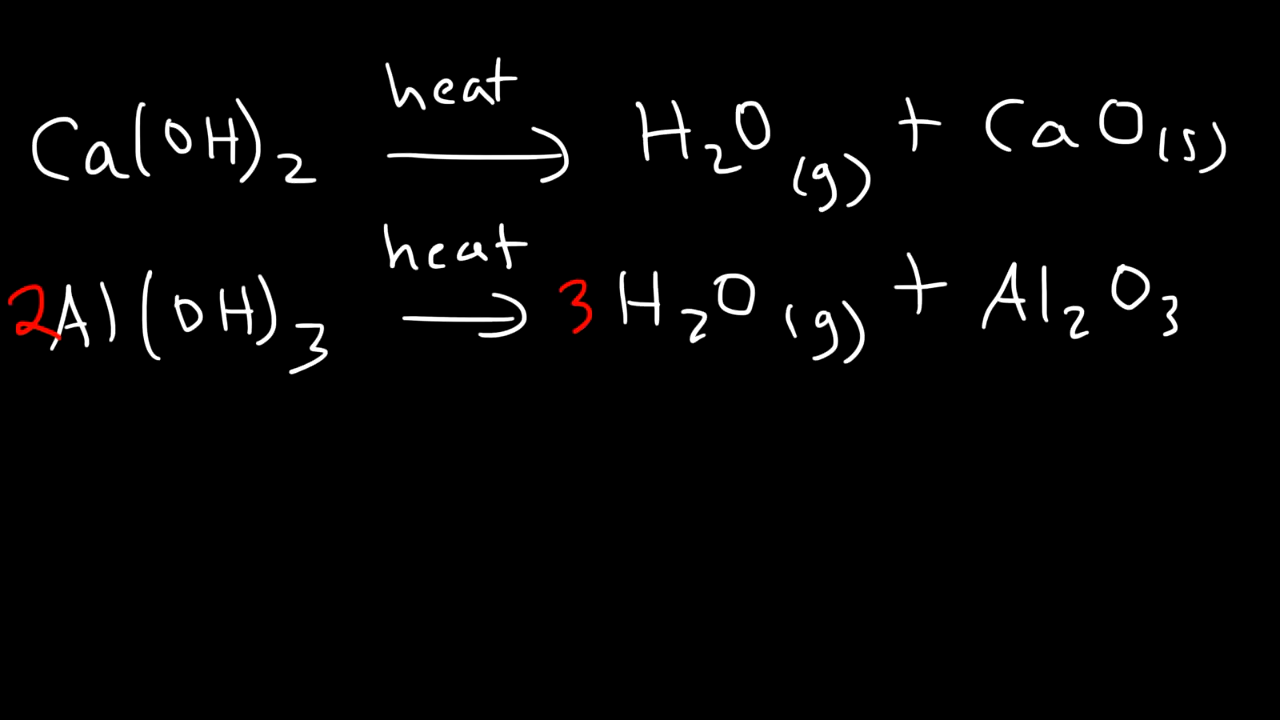 heat
Ca(OH)₂ → H₂O(g) + CaO(s)
heat
2Al(OH)₃ → 3H₂O(g) + Al₂O₃